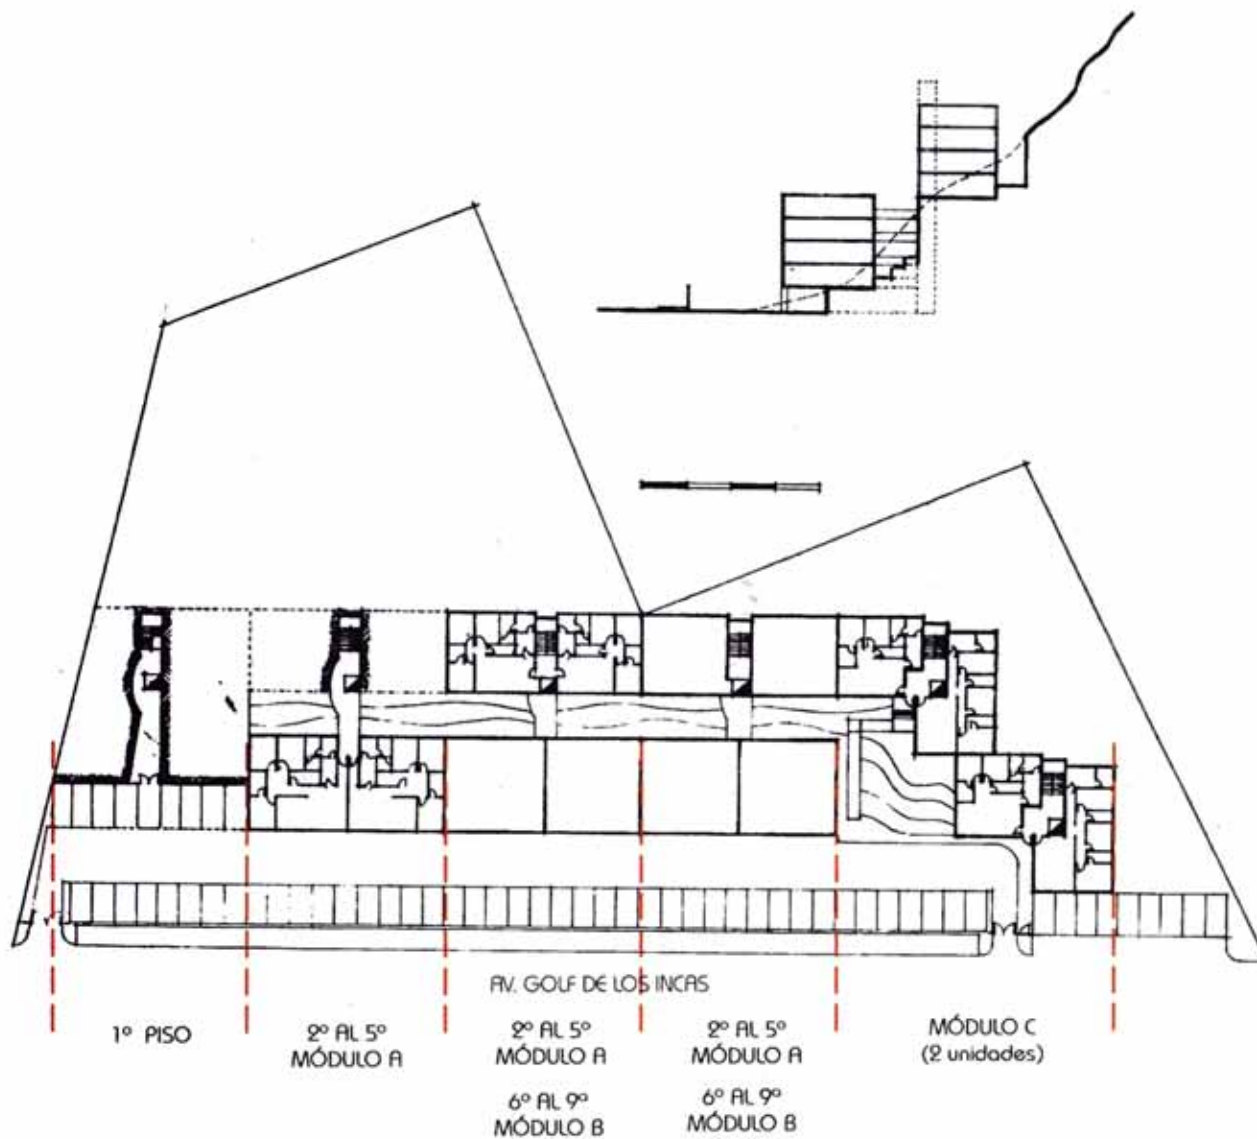 AV. GOLF DE LOS INCAS
1º PISO
2º AL 5º
MÓDULO A
2º AL 5º
MÓDULO A
6º AL 9º
MÓDULO B
2º AL 5º
MÓDULO A
6º AL 9º
MÓDULO B
MÓDULO C
(2 unidades)